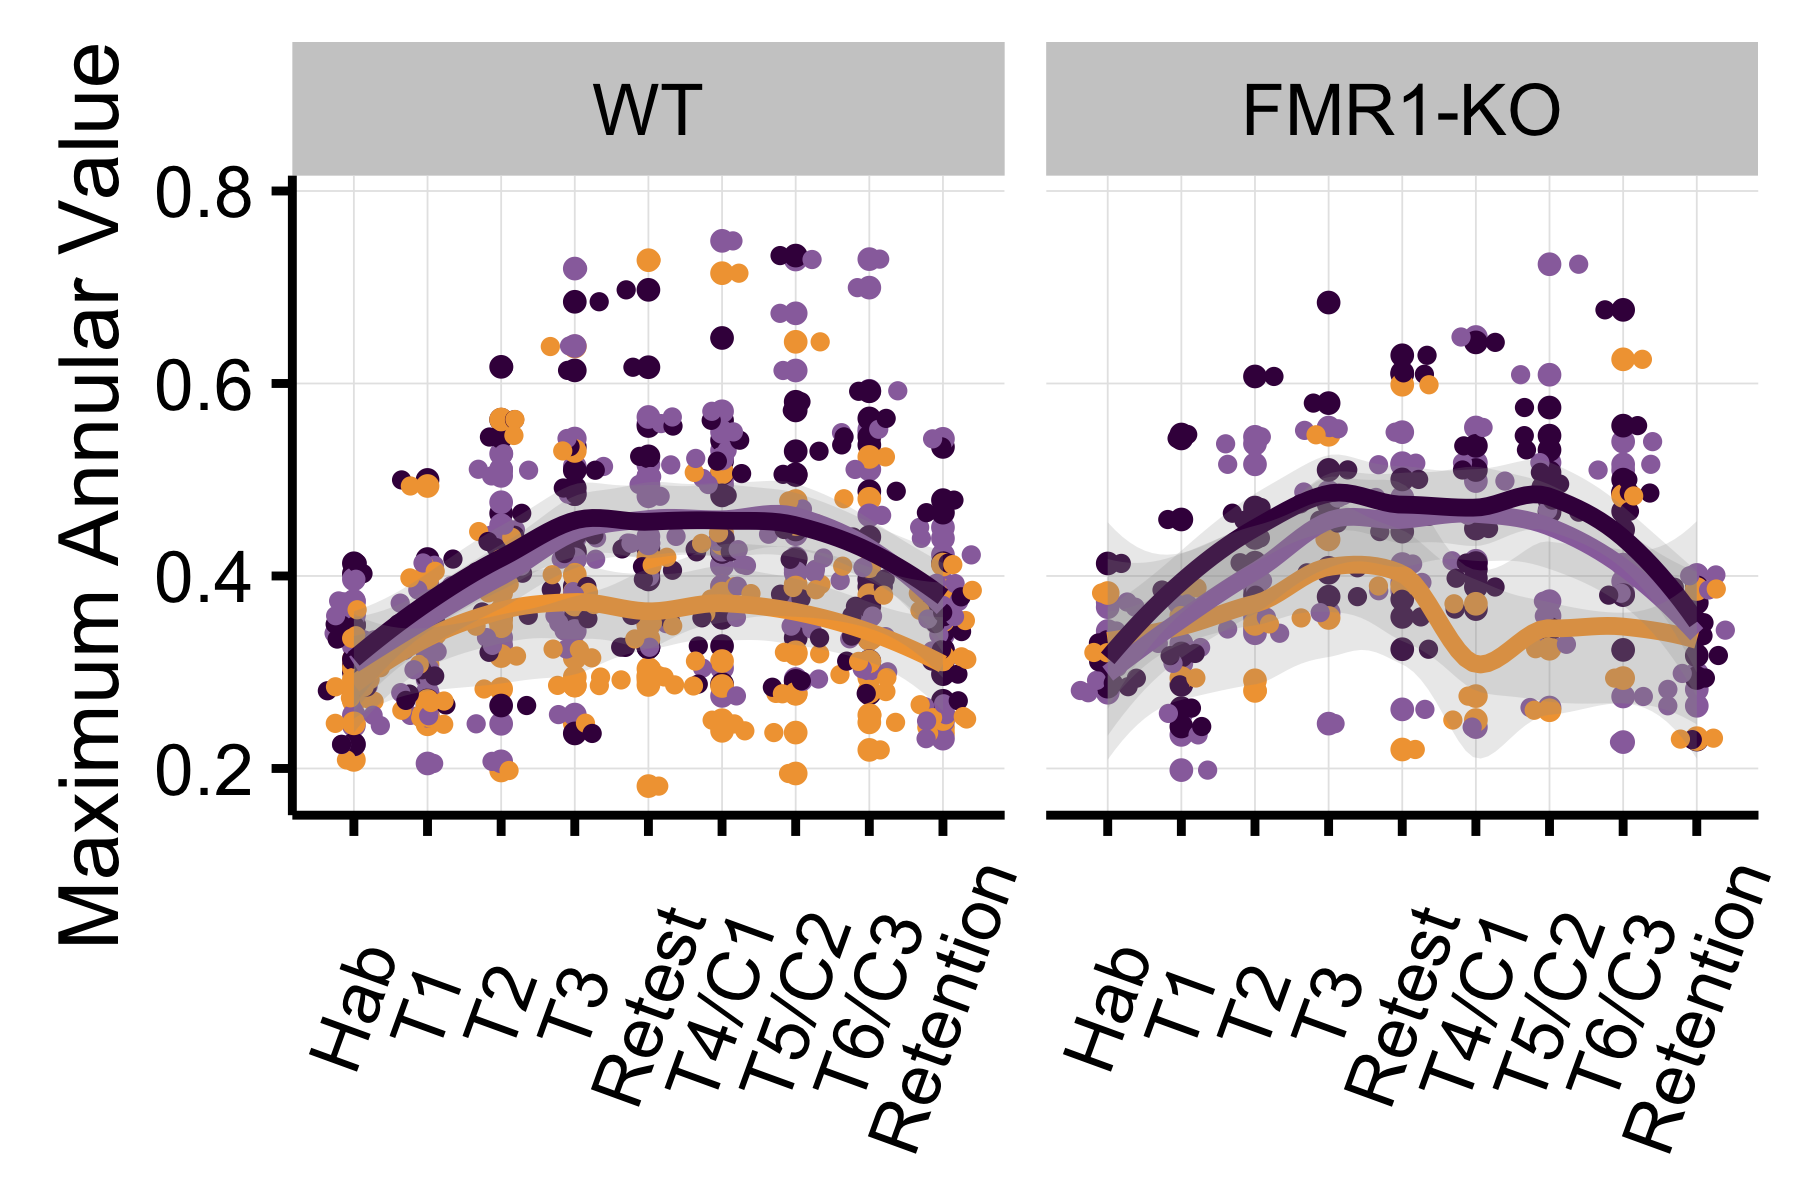 WT
FMR1-KO
Maximum Annular Value
0.8
0.6
0.4
0.2
Hab
T1
T2
T3
Retest
T4/C1
T5/C2
T6/C3
Retention
Hab
T1
T2
T3
Retest
T4/C1
T5/C2
T6/C3
Retention